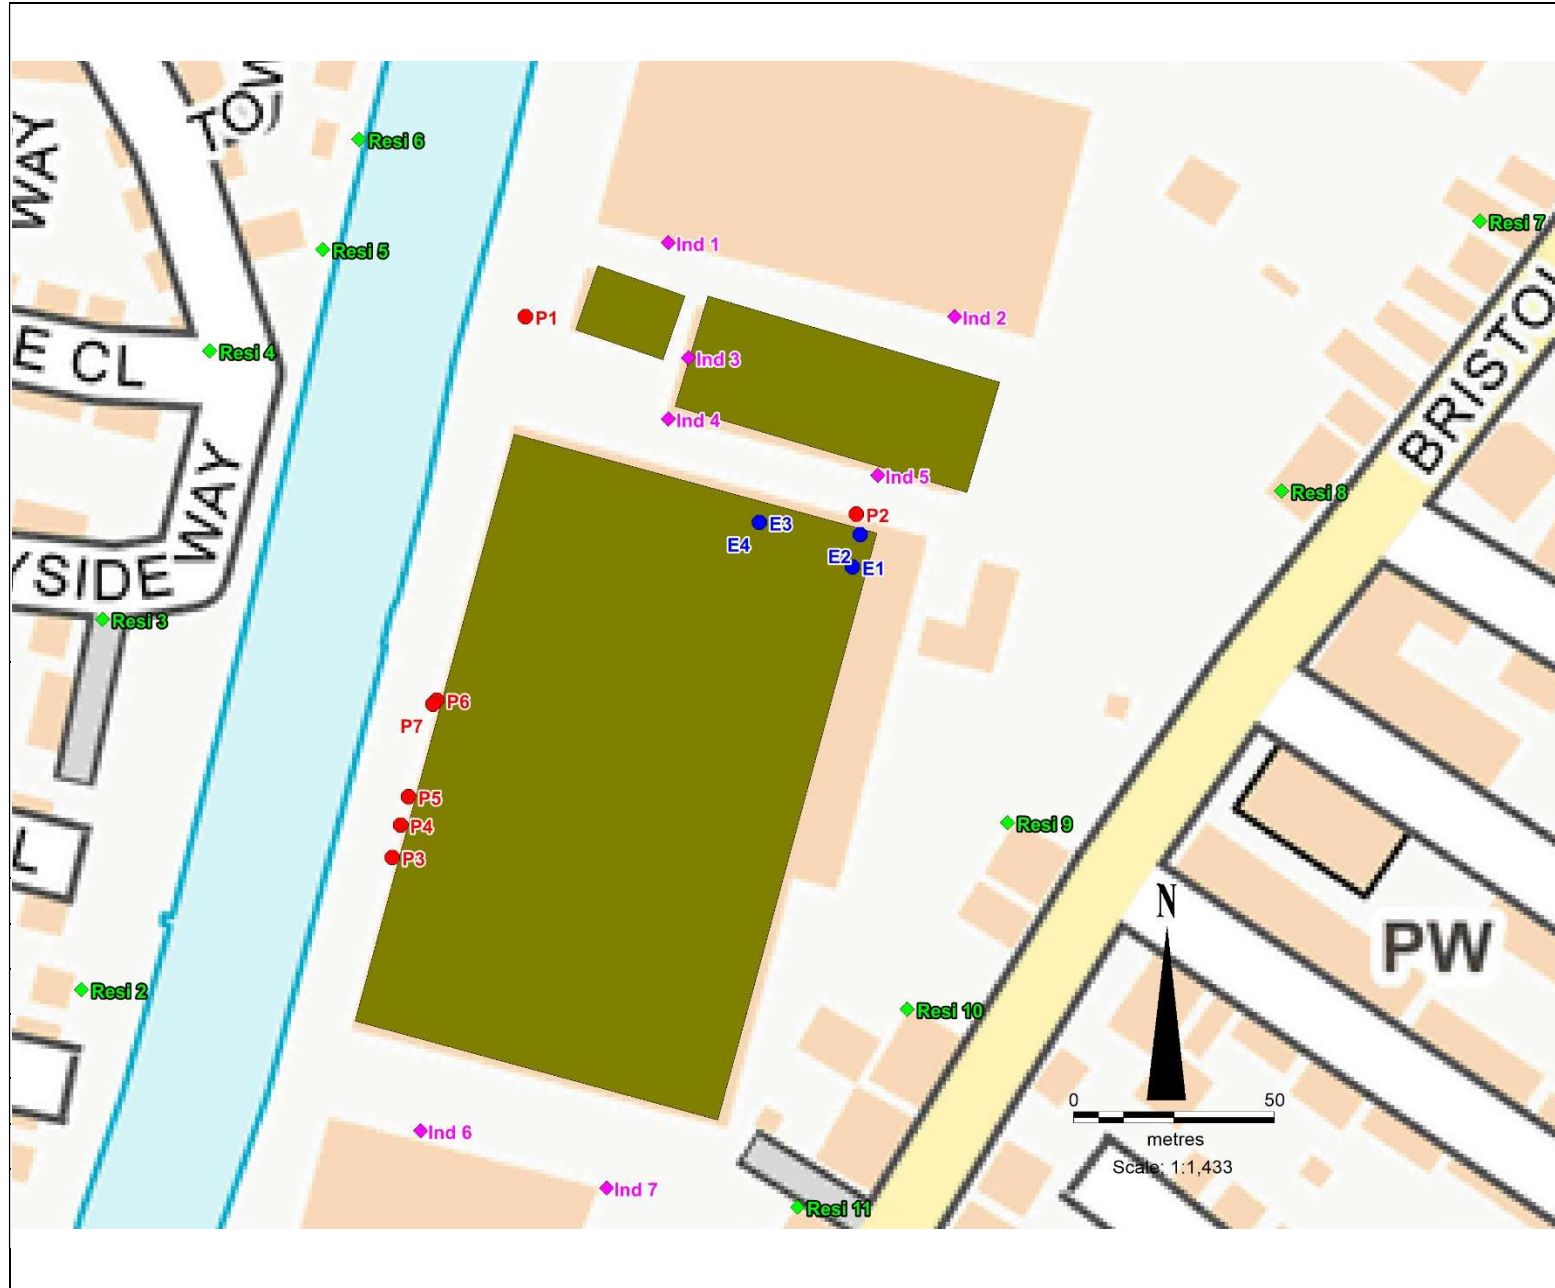 TOW
WAY
Resi 6
Resi 7
Resi 5
Ind 1
Ind 2
P1
BRISTO
E CL
Resi 4
Ind 3
Ind 4
WAY
Ind 5
Resi 8
P2
E3
E4
E2
E1
YSIDE
Resi 3
P6
P7
P5
P4
P3
Resi 9
L
N
PW
Resi 2
Resi 10
0 50
metres
Scale: 1:1,433
Ind 6
Ind 7
Resi 11